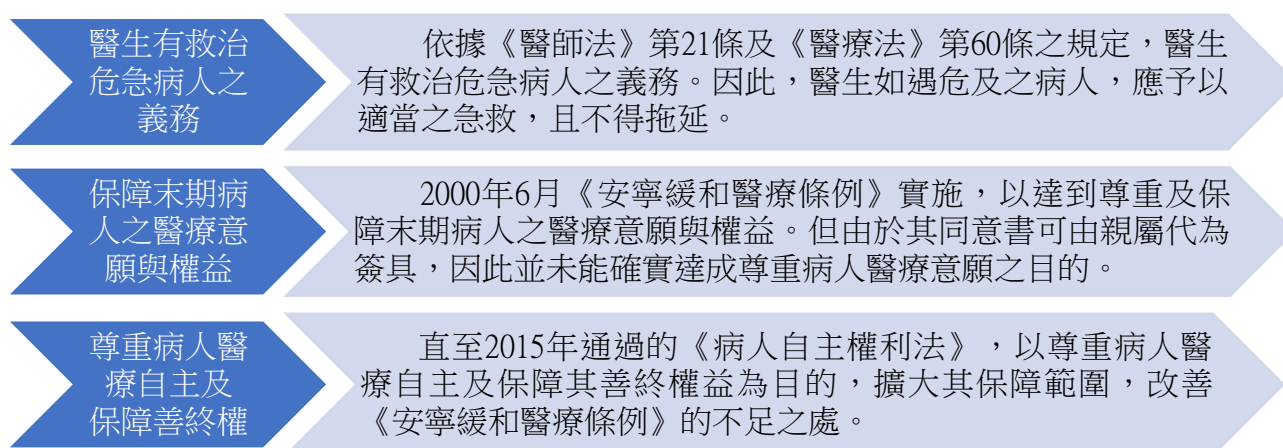 醫生有救治
危急病人之
義務
依據《醫師法》第21條及《醫療法》第60條之規定，醫生
有救治危急病人之義務。因此，醫生如遇危及之病人，應予以
適當之急救，且不得拖延。
保障末期病
人之醫療意
願與權益
2000年6月《安寧緩和醫療條例》實施，以達到尊重及保
障末期病人之醫療意願與權益。但由於其同意書可由親屬代為
簽具，因此並未能確實達成尊重病人醫療意願之目的。
尊重病人醫
療自主及
保障善終權
直至2015年通過的《病人自主權利法》，以尊重病人醫
療自主及保障其善終權益為目的，擴大其保障範圍，改善
《安寧緩和醫療條例》的不足之處。